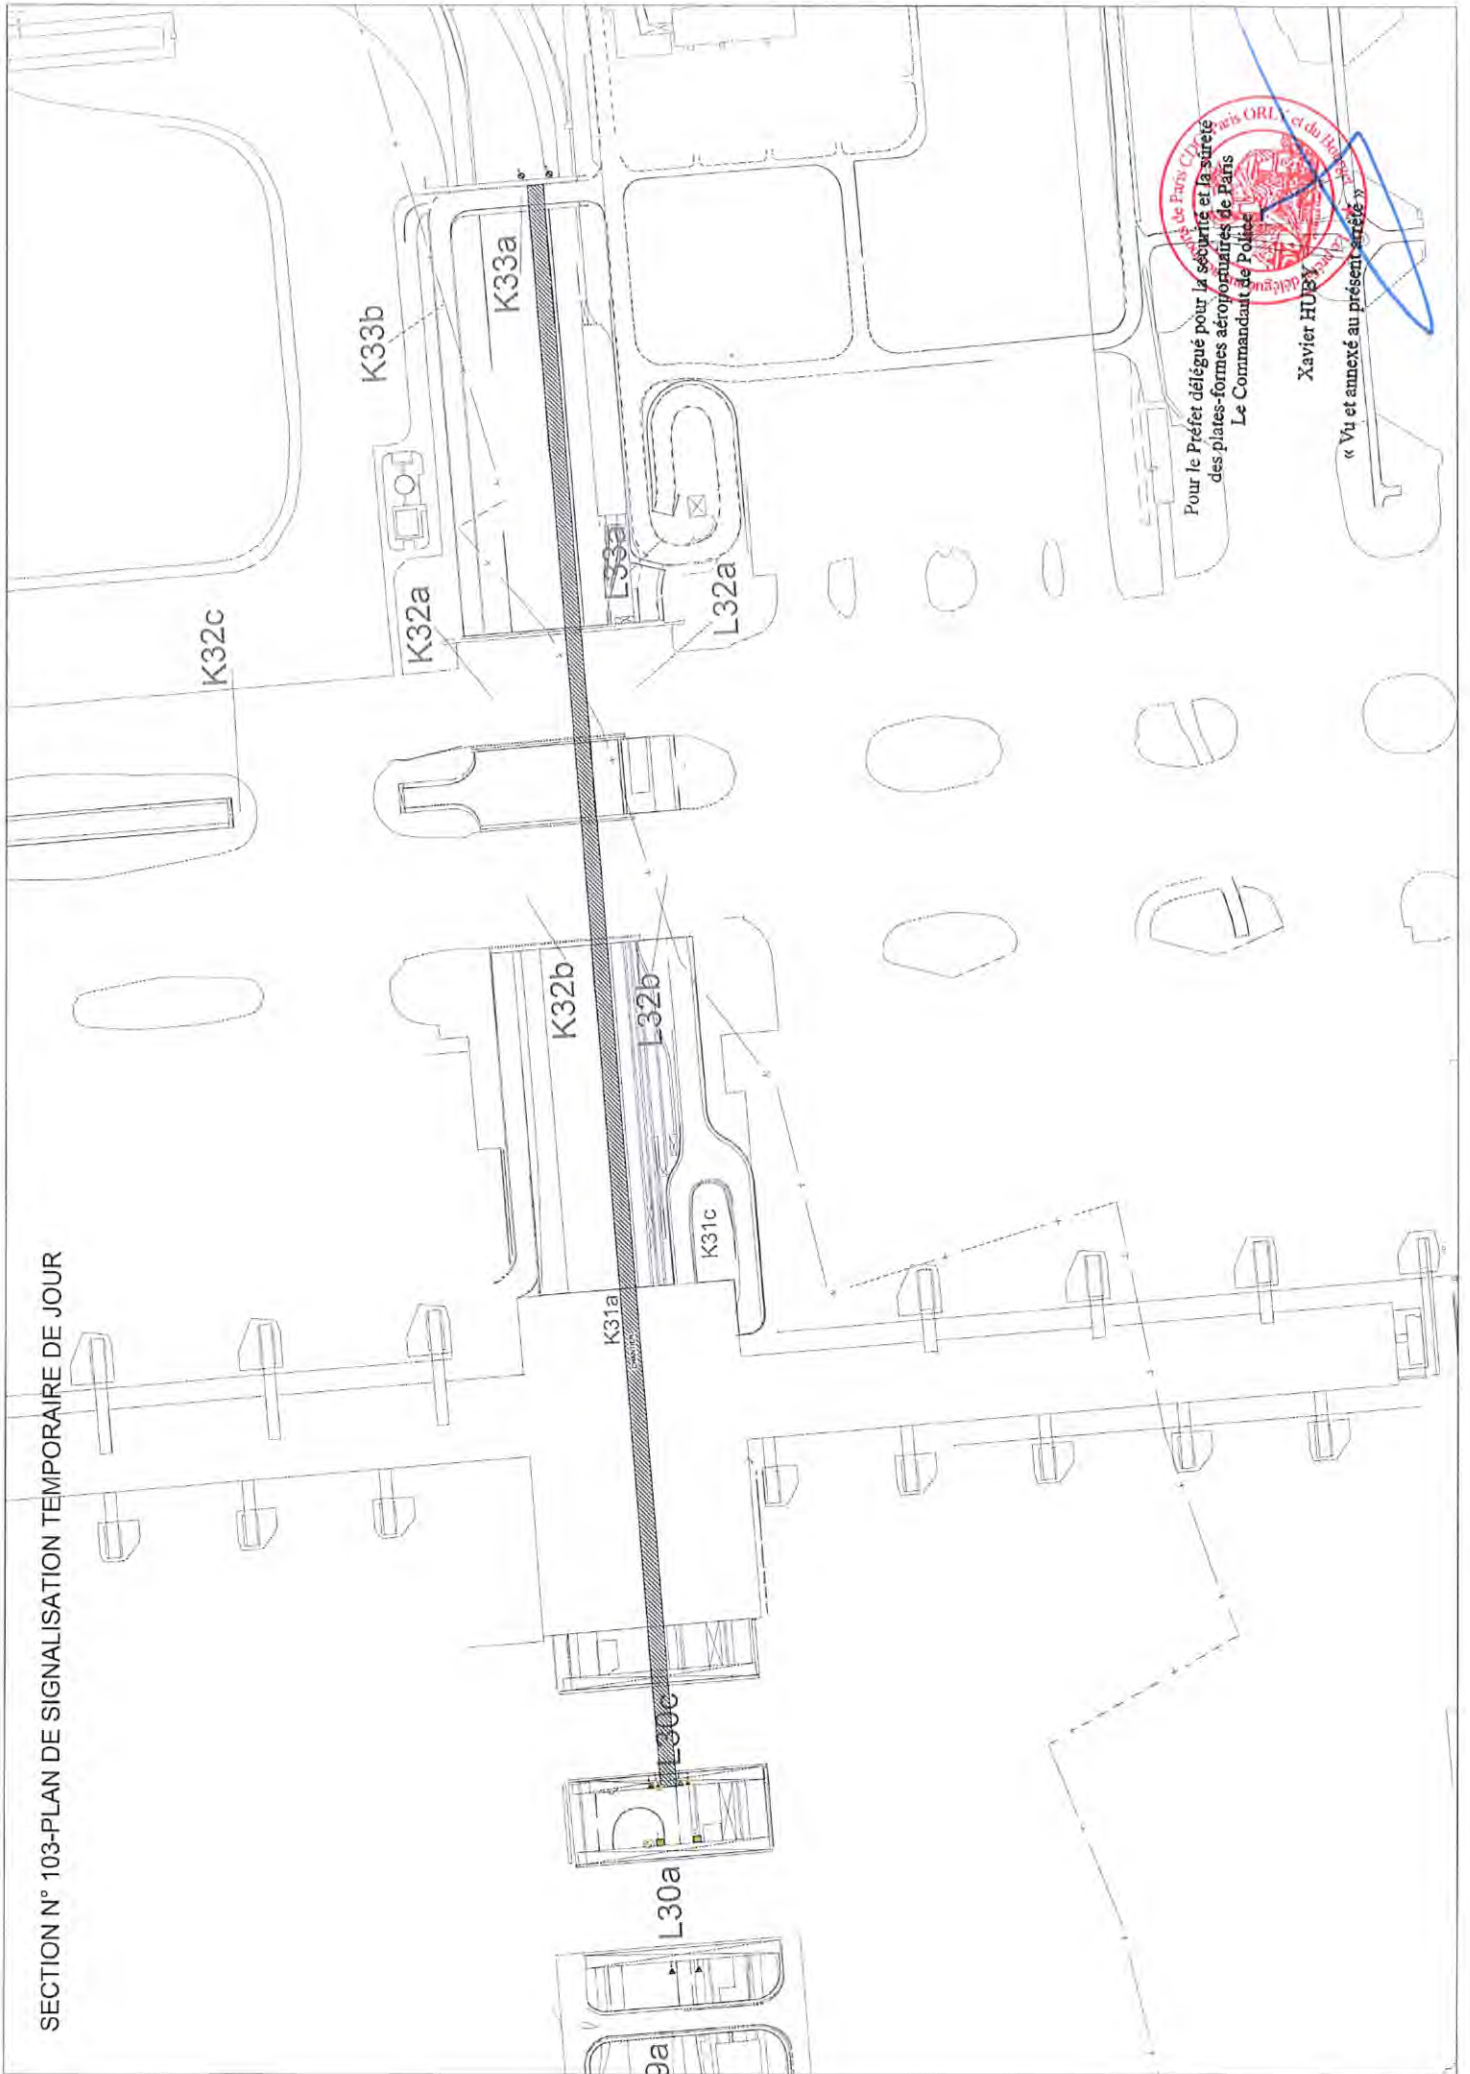 SECTION N° 103-PLAN DE SIGNALISATION TEMPORAIRE DE JOUR
K32c
K33b
K32a
K33a
L33a
L32a
K32b
L32b
K31a
K31c
L30c
L30a
9a
Pour le Préfet délégué pour la sécurité et la sûreté
des plates-formes aéroportuaires de Paris
Le Commandant de Police
Xavier HUBY
« Vu et annexé au présent arrêté »